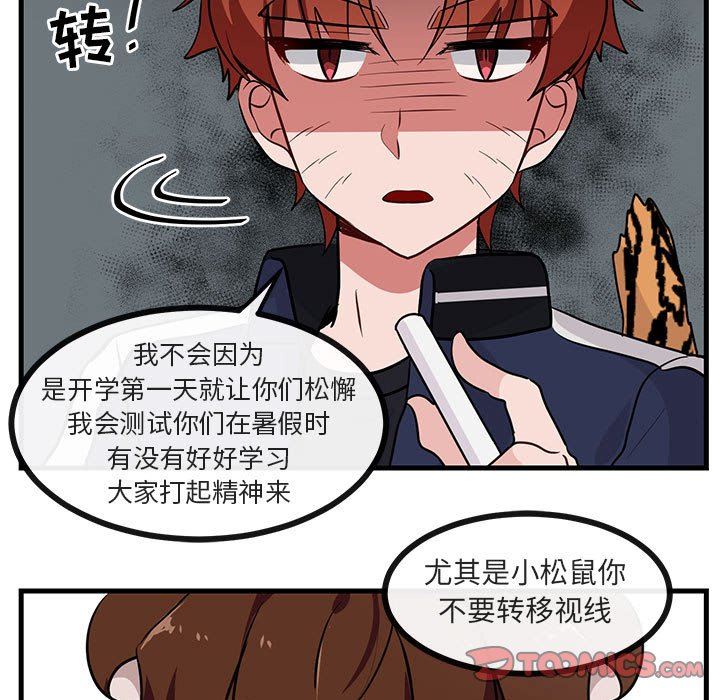 转!
我不会因为
是开学第一天就让你们松懈
我会测试你们在暑假时
有没有好好学习
大家打起精神来
尤其是小松鼠你
不要转移视线
TOOMICS.COM